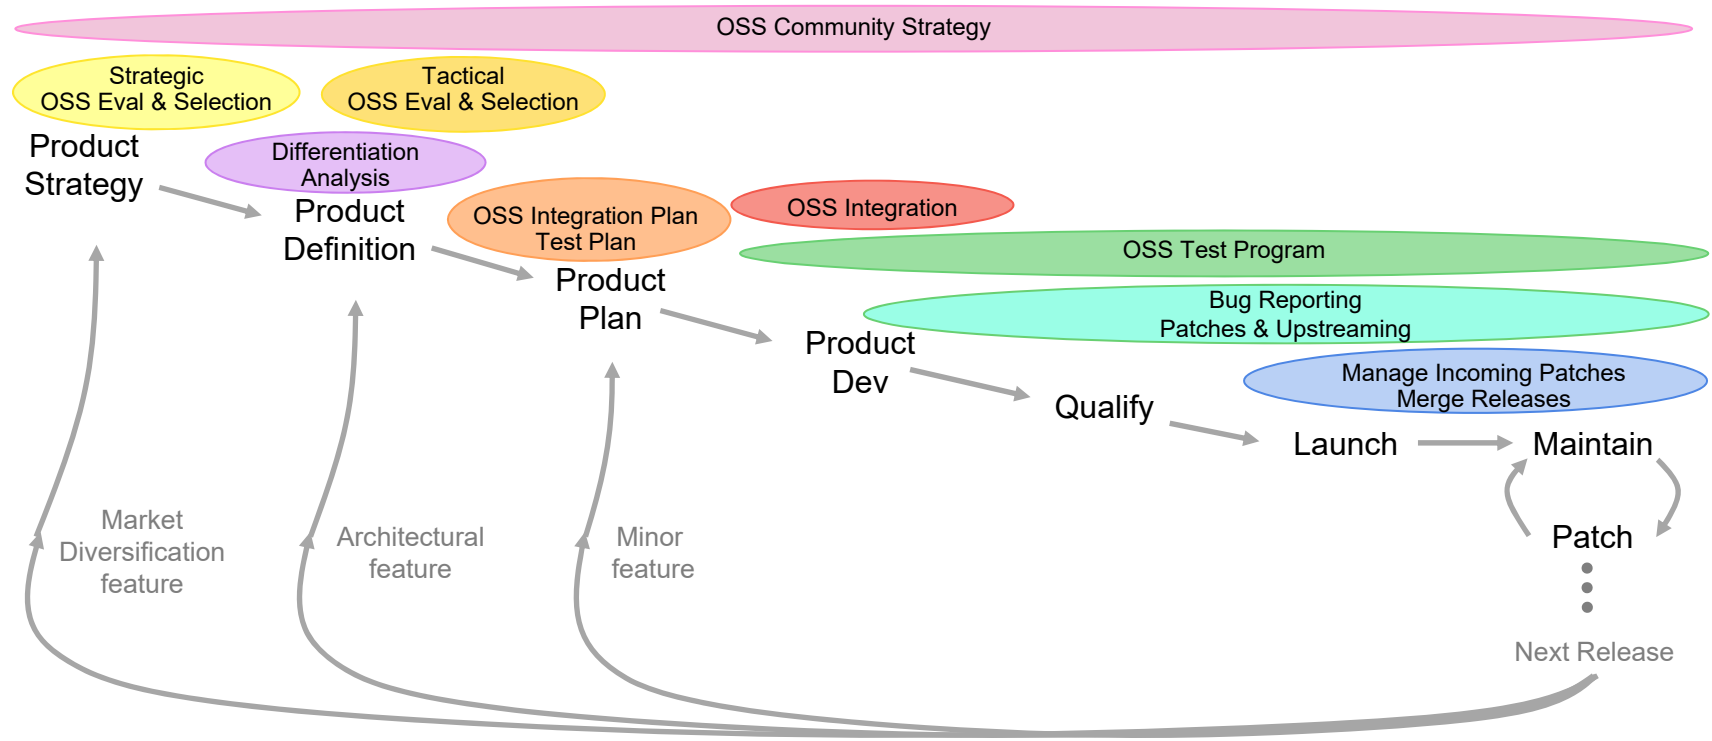 OSS Community Strategy
Strategic
OSS Eval & Selection
Tactical
OSS Eval & Selection
Product
Strategy
Differentiation
Analysis
Product
Definition
OSS Integration Plan
Test Plan
Product
Plan
OSS Integration
OSS Test Program
Bug Reporting
Patches & Upstreaming
Product
Dev
Manage Incoming Patches
Merge Releases
Qualify
Launch
Maintain
Patch
Market
Diversification
feature
Architectural
feature
Minor
feature
Next Release